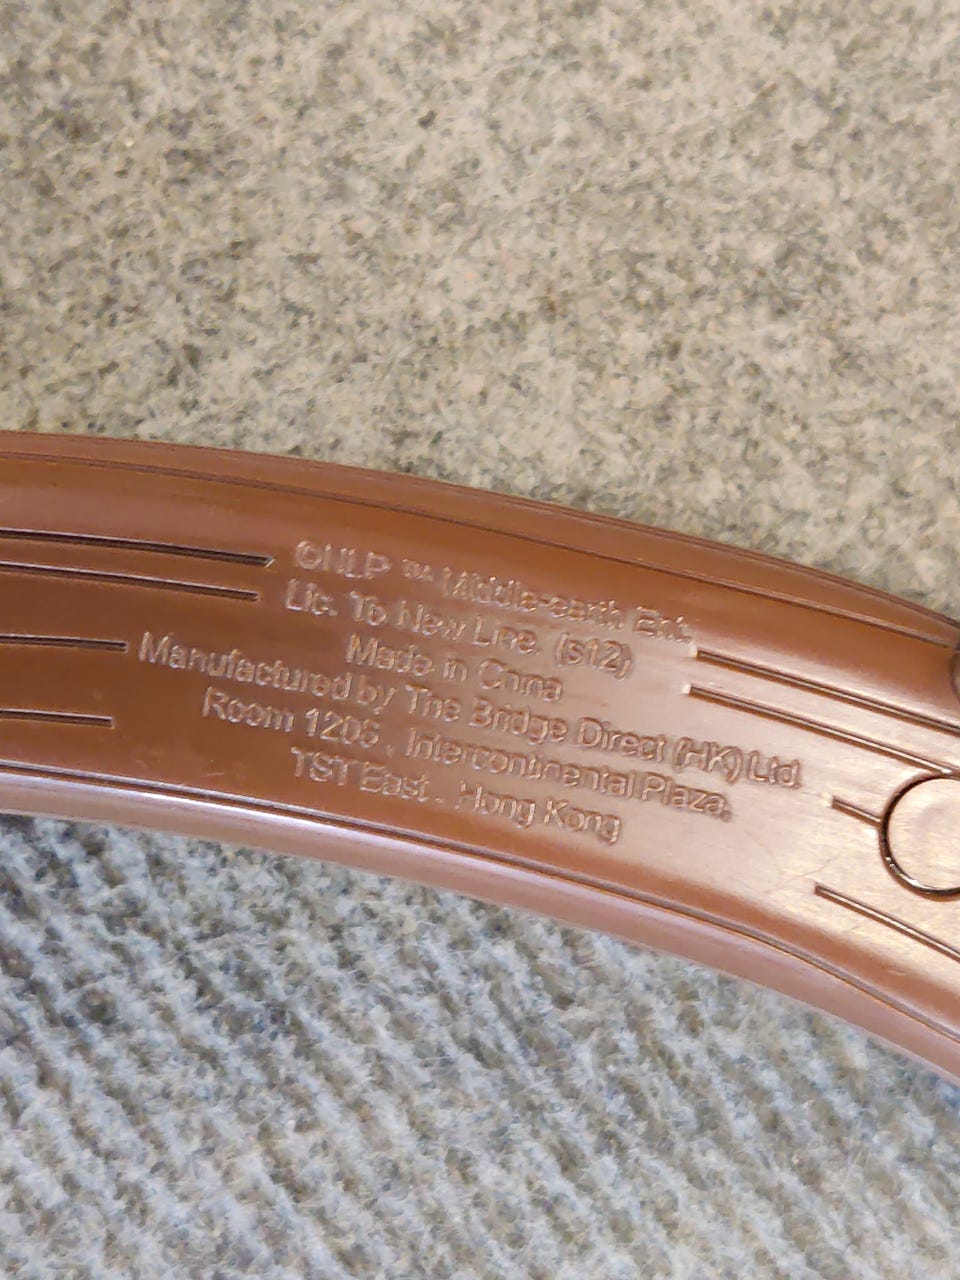 ©NLP ™ Middle-earth Ent.
Lic. To New Line. (s12)
Made in China
Manufactured by The Bridge Direct (HK) Ltd.
Room 1206 , Intercontinental Plaza,
TST East . Hong Kong